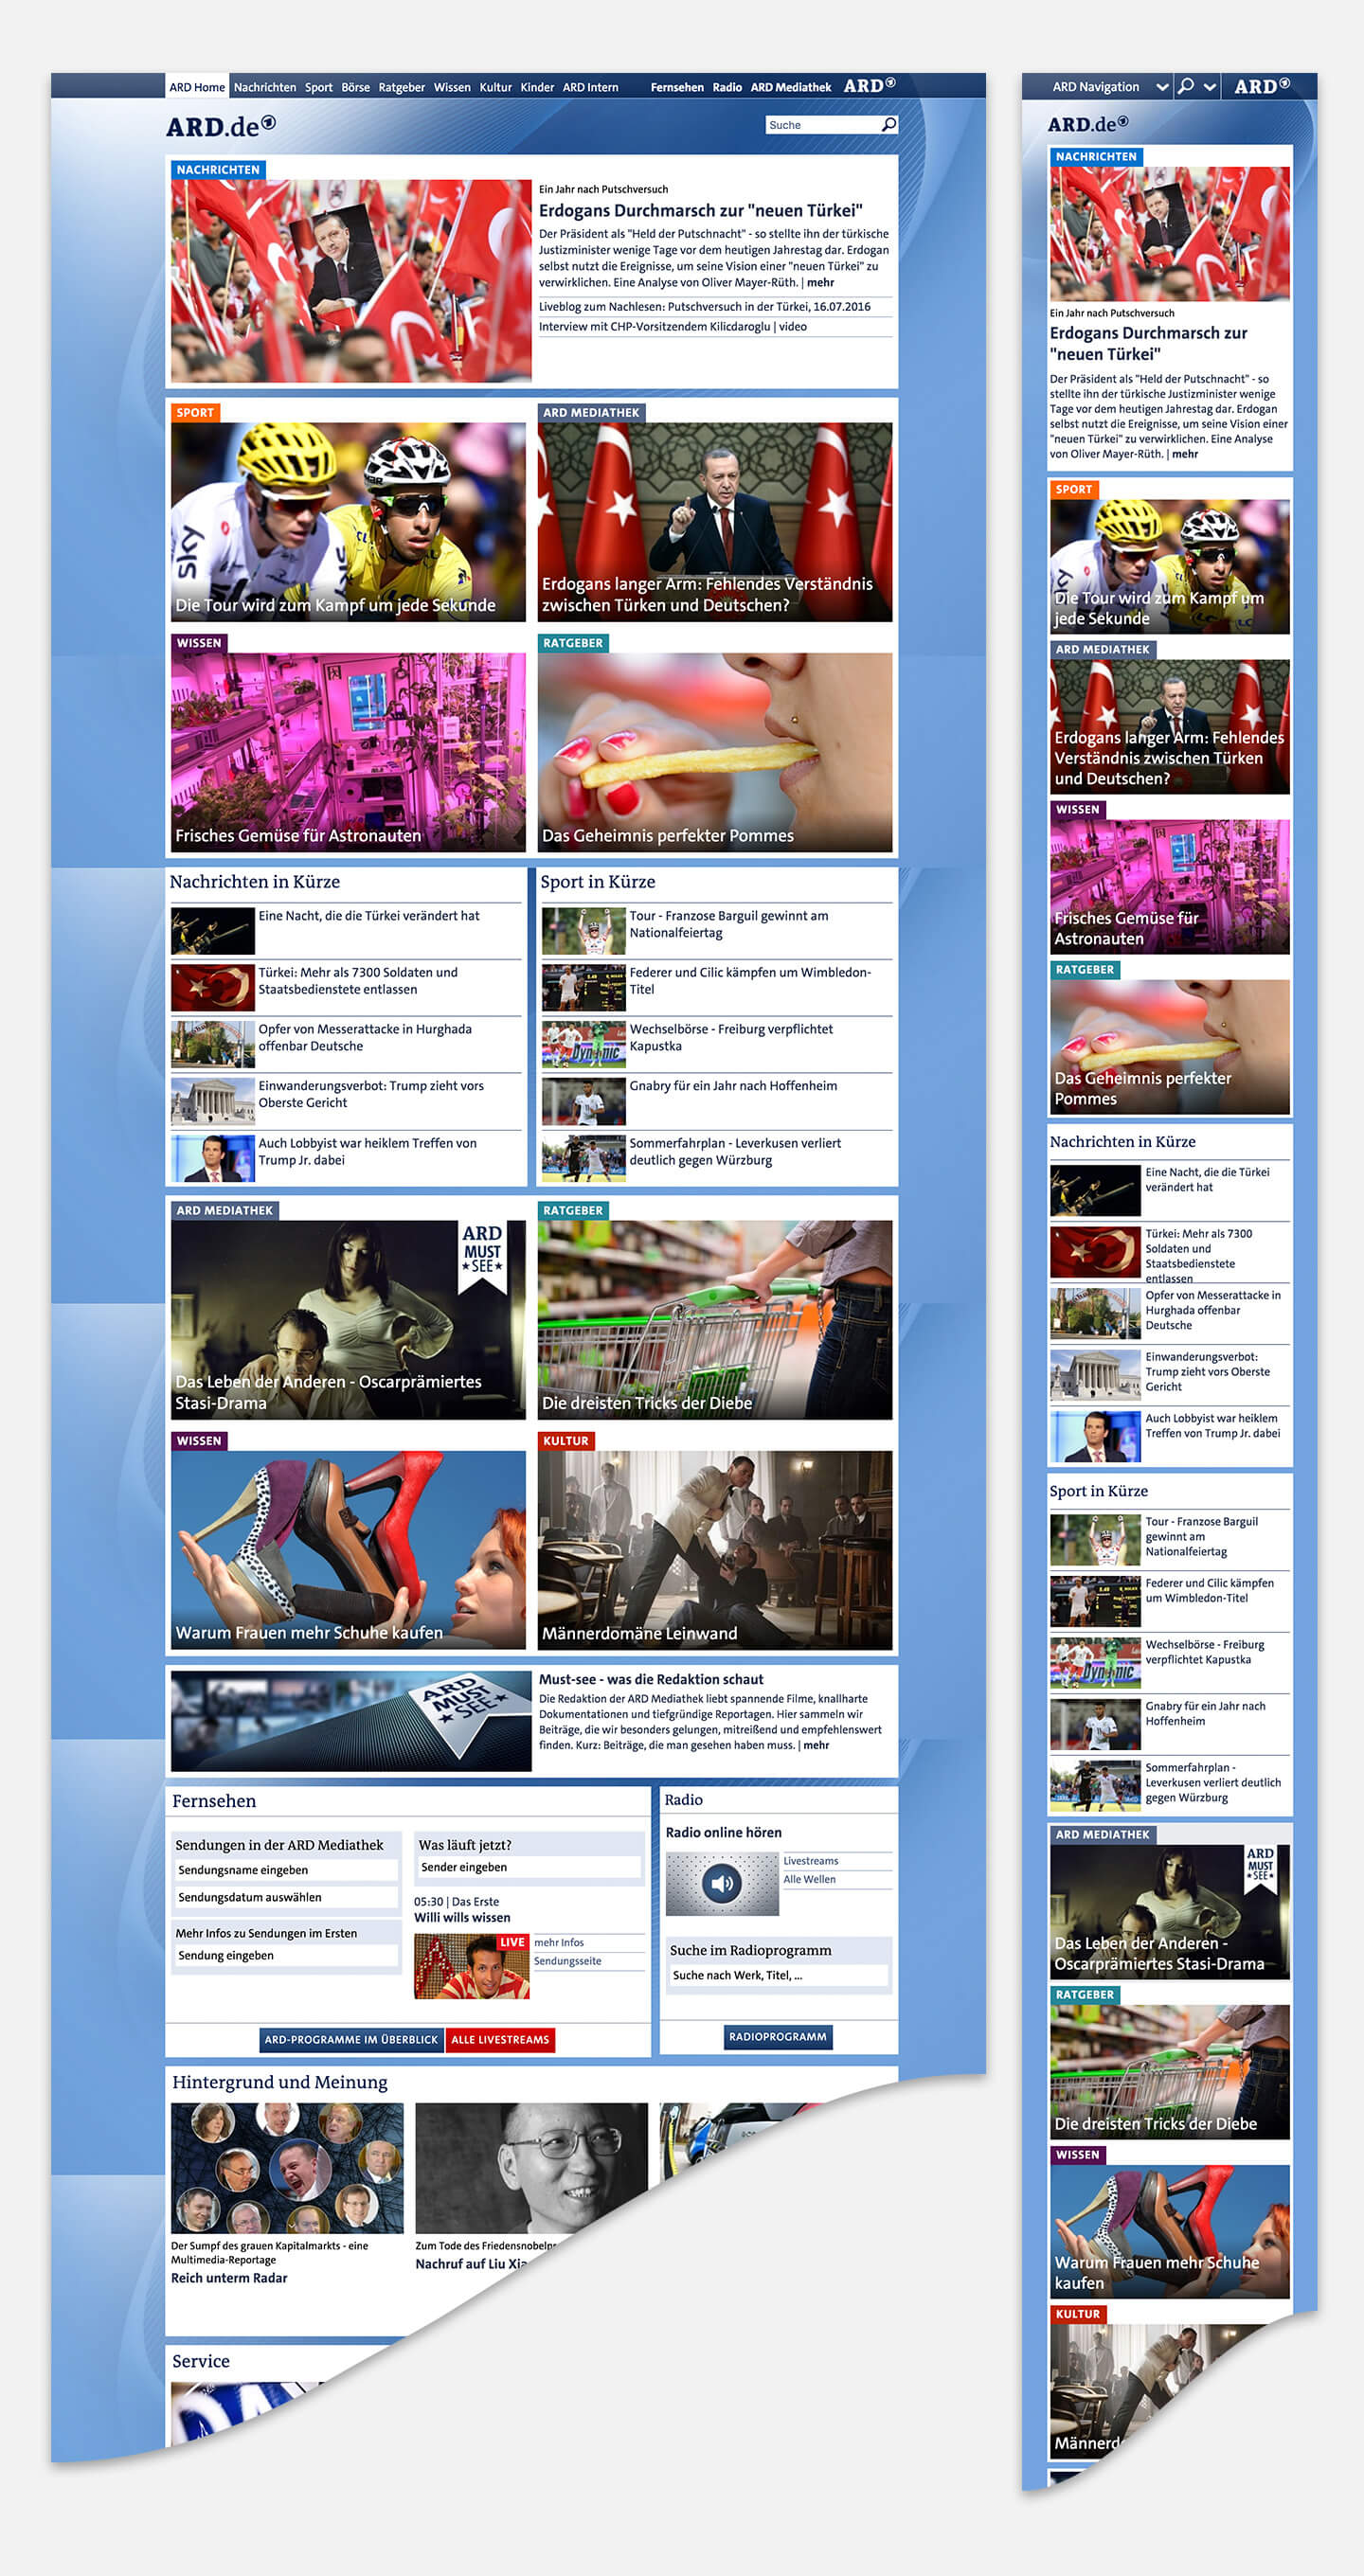 ARD Home Nachrichten Sport Börse Ratgeber Wissen Kultur Kinder ARD Intern Fernsehen Radio ARD Mediathek ARD
ARD.de
Suche
NACHRICHTEN
Ein Jahr nach Putschversuch
Erdogans Durchmarsch zur "neuen Türkei"
Der Präsident als "Held der Putschnacht" - so stellte ihn der türkische
Justizminister wenige Tage vor dem heutigen Jahrestag dar. Erdogan
selbst nutzt die Ereignisse, um seine Vision einer "neuen Türkei" zu
verwirklichen. Eine Analyse von Oliver Mayer-Rüth. | mehr
Liveblog zum Nachlesen: Putschversuch in der Türkei, 16.07.2016
Interview mit CHP-Vorsitzendem Kilicdaroglu | video
SPORT
sky
Die Tour wird zum Kampf um jede Sekunde
ARD MEDIATHEK
Erdogans langer Arm: Fehlendes Verständnis
zwischen Türken und Deutschen?
WISSEN
Frisches Gemüse für Astronauten
RATGEBER
Das Geheimnis perfekter Pommes
Nachrichten in Kürze
Eine Nacht, die die Türkei verändert hat
Türkei: Mehr als 7300 Soldaten und
Staatsbedienstete entlassen
Opfer von Messerattacke in Hurghada
offenbar Deutsche
Einwanderungsverbot: Trump zieht vors
Oberste Gericht
Auch Lobbyist war heiklem Treffen von
Trump Jr. dabei
Sport in Kürze
Tour - Franzose Barguil gewinnt am
Nationalfeiertag
Federer und Cilic kämpfen um Wimbledon-
Titel
Wechselbörse - Freiburg verpflichtet
Kapustka
Gnabry für ein Jahr nach Hoffenheim
Sommerfahrplan - Leverkusen verliert
deutlich gegen Würzburg
ARD MEDIATHEK
ARD
MUST
SEE
Das Leben der Anderen - Oscarprämiertes
Stasi-Drama
RATGEBER
Die dreisten Tricks der Diebe
WISSEN
Warum Frauen mehr Schuhe kaufen
KULTUR
Männerdomäne Leinwand
ARD
MUST
SEE
Must-see - was die Redaktion schaut
Die Redaktion der ARD Mediathek liebt spannende Filme, knallharte
Dokumentationen und tiefgründige Reportagen. Hier sammeln wir
Beiträge, die wir besonders gelungen, mitreißend und empfehlenswert
finden. Kurz: Beiträge, die man gesehen haben muss. | mehr
Fernsehen
Sendungen in der ARD Mediathek
Sendungsname eingeben
Sendungsdatum auswählen
Mehr Infos zu Sendungen im Ersten
Sendung eingeben
Was läuft jetzt?
Sender eingeben
05:30 | Das Erste
Willi wills wissen
LIVE
mehr Infos
Sendungsseite
ARD-PROGRAMME IM ÜBERBLICK ALLE LIVESTREAMS
Radio
Radio online hören
Livestreams
Alle Wellen
Suche im Radioprogramm
Suche nach Werk, Titel, ...
RADIOPROGRAMM
Hintergrund und Meinung
Der Sumpf des grauen Kapitalmarkts - eine
Multimedia-Reportage
Reich unterm Radar
Zum Tode des
Nachruf auf Liu
Service
ARD Navigation ARD
ARD.de
NACHRICHTEN
Ein Jahr nach Putschversuch
Erdogans Durchmarsch zur
"neuen Türkei"
Der Präsident als "Held der Putschnacht" - so
stellte ihn der türkische Justizminister wenige
Tage vor dem heutigen Jahrestag dar. Erdogan
selbst nutzt die Ereignisse, um seine Vision einer
"neuen Türkei" zu verwirklichen. Eine Analyse
von Oliver Mayer-Rüth. | mehr
SPORT
Die Tour wird zum Kampf um
jede Sekunde
ARD MEDIATHEK
Erdogans langer Arm: Fehlendes
Verständnis zwischen Türken
und Deutschen?
WISSEN
Frisches Gemüse für
Astronauten
RATGEBER
Das Geheimnis perfekter
Pommes
Nachrichten in Kürze
Eine Nacht, die die Türkei
verändert hat
Türkei: Mehr als 7300
Soldaten und
Staatsbedienstete
entlassen
Opfer von Messerattacke in
Hurghada offenbar
Deutsche
Einwanderungsverbot:
Trump zieht vors Oberste
Gericht
Auch Lobbyist war heiklem
Treffen von Trump Jr. dabei
Sport in Kürze
Tour - Franzose Barguil
gewinnt am
Nationalfeiertag
Federer und Cilic kämpfen
um Wimbledon-Titel
Wechselbörse - Freiburg
verpflichtet Kapustka
Gnabry für ein Jahr nach
Hoffenheim
Sommerfahrplan -
Leverkusen verliert deutlich
gegen Würzburg
ARD MEDIATHEK
ARD
MUST
SEE
Das Leben der Anderen -
Oscarprämiertes Stasi-Drama
RATGEBER
Die dreisten Tricks der Diebe
WISSEN
Warum Frauen mehr Schuhe
kaufen
KULTUR